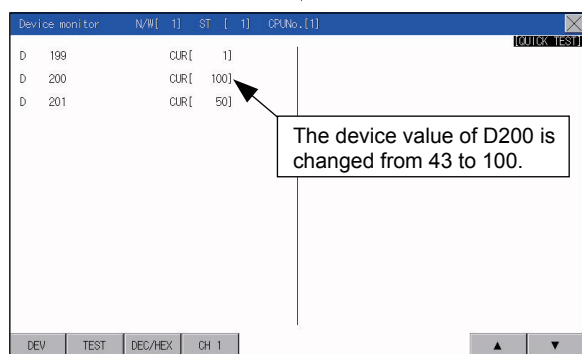 Device monitor N/W[ 1] ST [ 1] CPUNo.[1]
[QUICK TEST]
D 199 CUR[ 1]
D 200 CUR[ 100]
D 201 CUR[ 50]
The device value of D200 is
changed from 43 to 100.
DEV TEST DEC/HEX CH 1 ▲ ▼